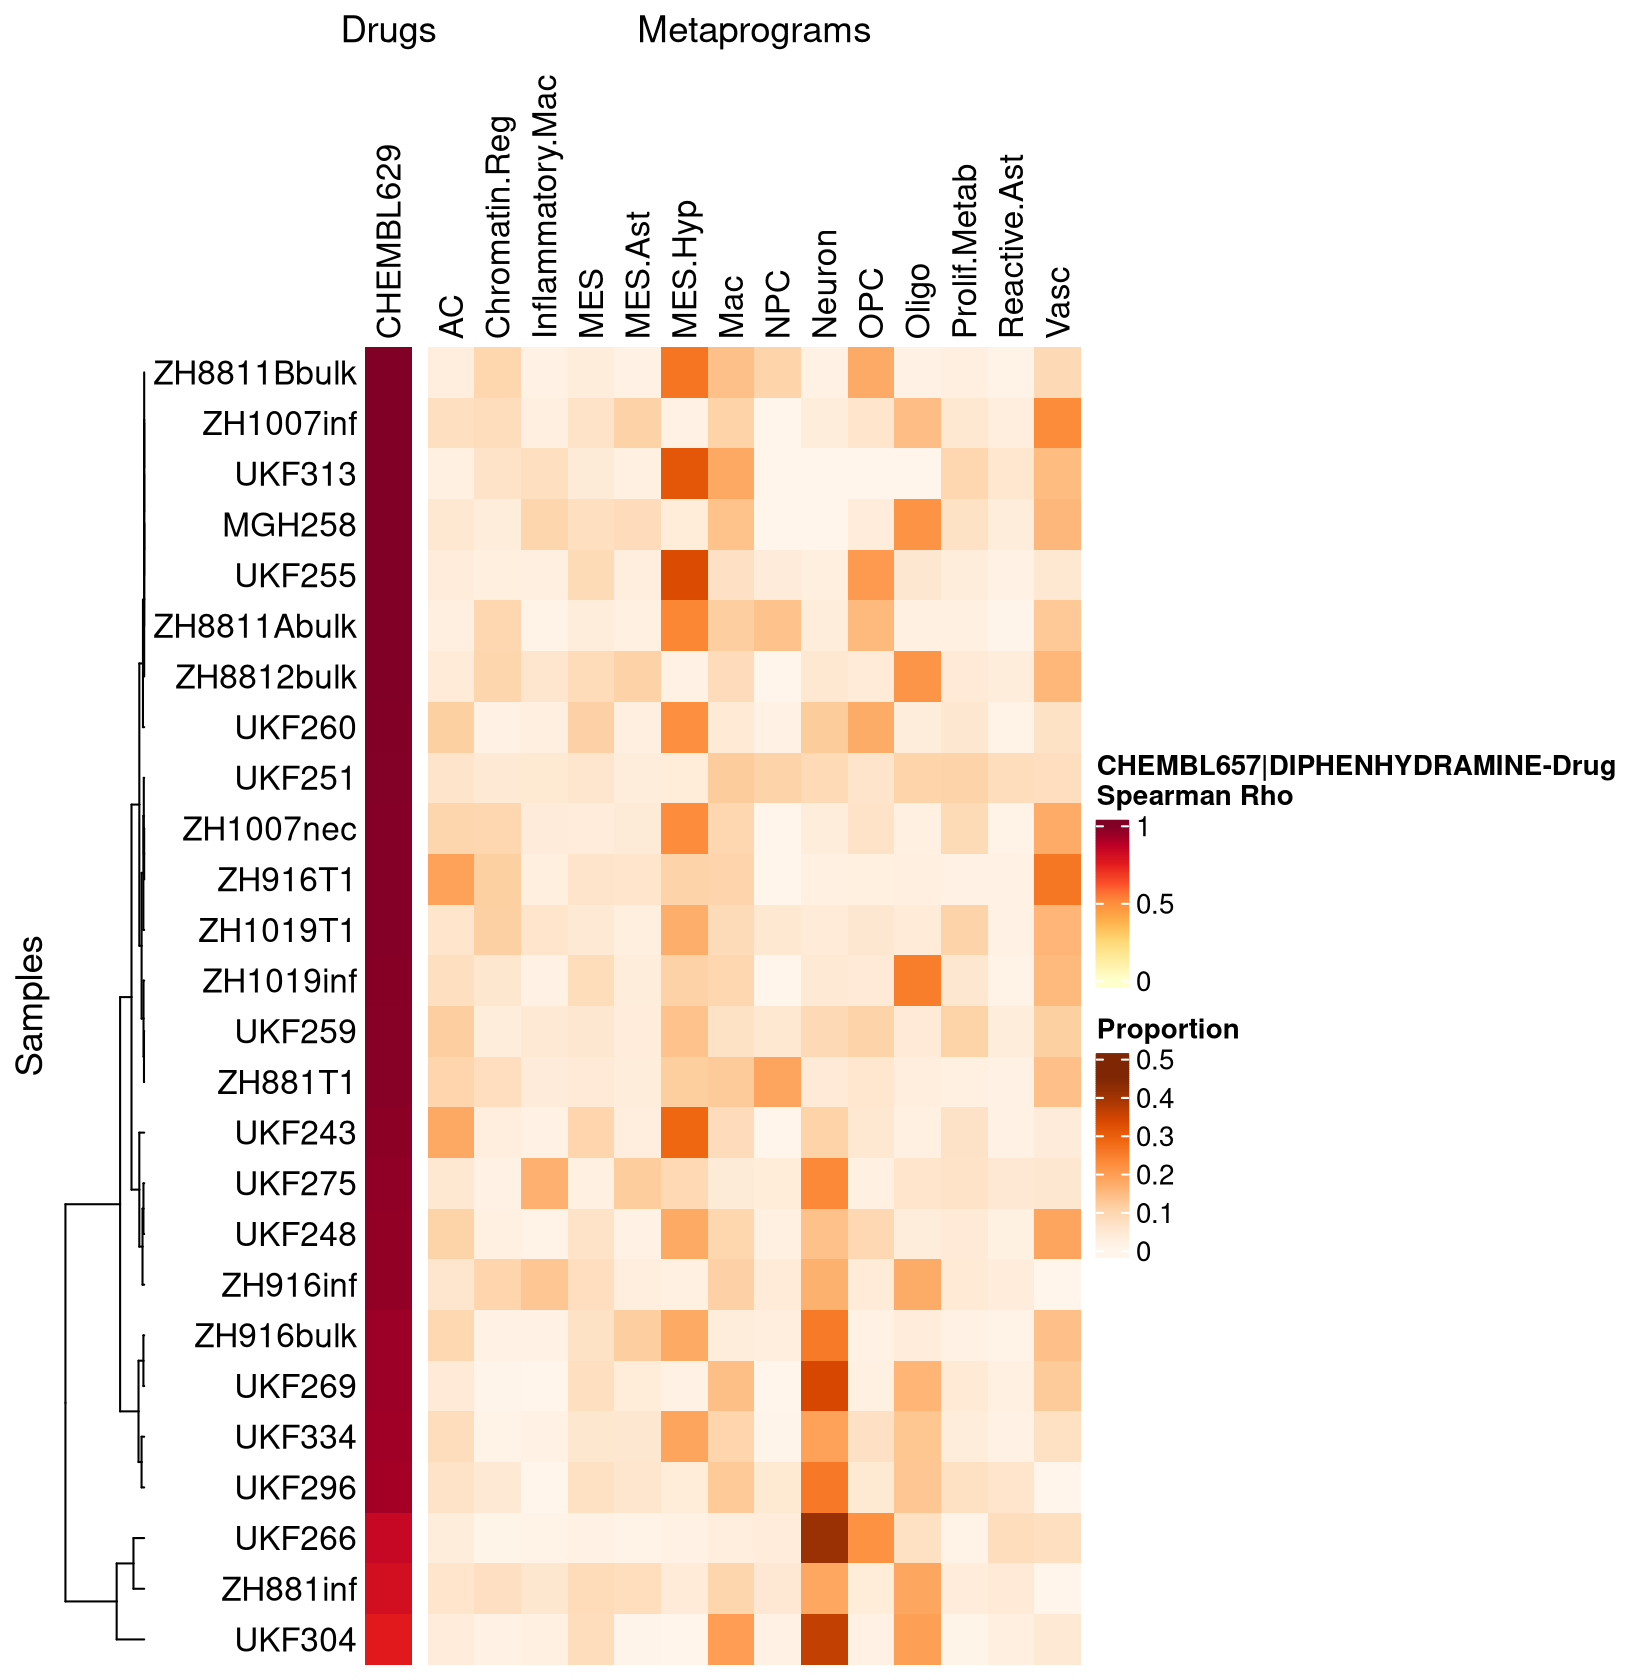 Drugs
Metaprograms
CHEMBL629
AC
Chromatin.Reg
Inflammatory.Mac
MES
MES.Ast
MES.Hyp
Mac
NPC
Neuron
OPC
Oligo
Prolif.Metab
Reactive.Ast
Vasc
Samples
ZH8811Bbulk
ZH1007inf
UKF313
MGH258
UKF255
ZH8811Abulk
ZH8812bulk
UKF260
UKF251
ZH1007nec
ZH916T1
ZH1019T1
ZH1019inf
UKF259
ZH881T1
UKF243
UKF275
UKF248
ZH916inf
ZH916bulk
UKF269
UKF334
UKF296
UKF266
ZH881inf
UKF304
CHEMBL657|DIPHENHYDRAMINE-Drug
Spearman Rho
1
0.5
0
Proportion
0.5
0.4
0.3
0.2
0.1
0